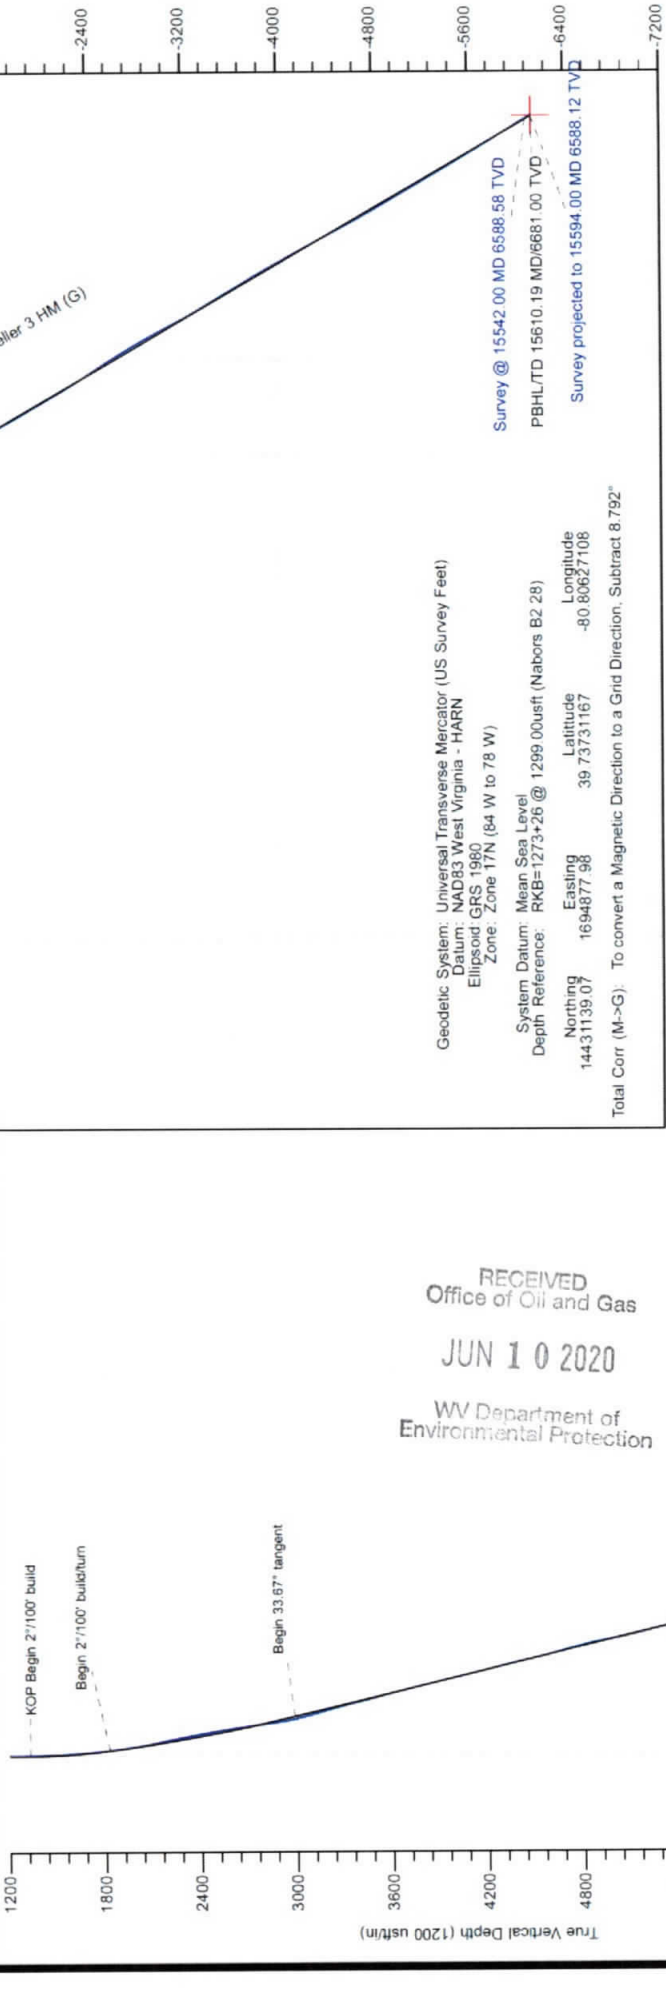 -2400
-3200
-4000
-4800
-5600
-6400
-7200
3 HM (G)
Survey @ 15542.00 MD 6588.58 TVD
PBHL/TD 15610.19 MD/6681.00 TVD
Survey projected to 15594.00 MD 6588.12 TVD
Geodetic System: Universal Transverse Mercator (US Survey Feet)
Datum: NAD83 West Virginia - HARN
Ellipsoid: GRS 1980
Zone: Zone 17N (84 W to 78 W)
System Datum: Mean Sea Level
Depth Reference: RKB=1273+26 @ 1299.00usft (Nabors B2 28)
Northing Easting Latittude Longitude
14431139.07 1694877.98 39.73731167 -80.80627108
Total Corr (M->G): To convert a Magnetic Direction to a Grid Direction, Subtract 8.792°
RECEIVED
Office of Oil and Gas
JUN 10 2020
WV Department of
Environmental Protection
KOP Begin 2°/100' build
Begin 2°/100' build/turn
Begin 33.67° tangent
1200
1800
2400
3000
3600
4200
4800
True Vertical Depth (1200 usft/in)